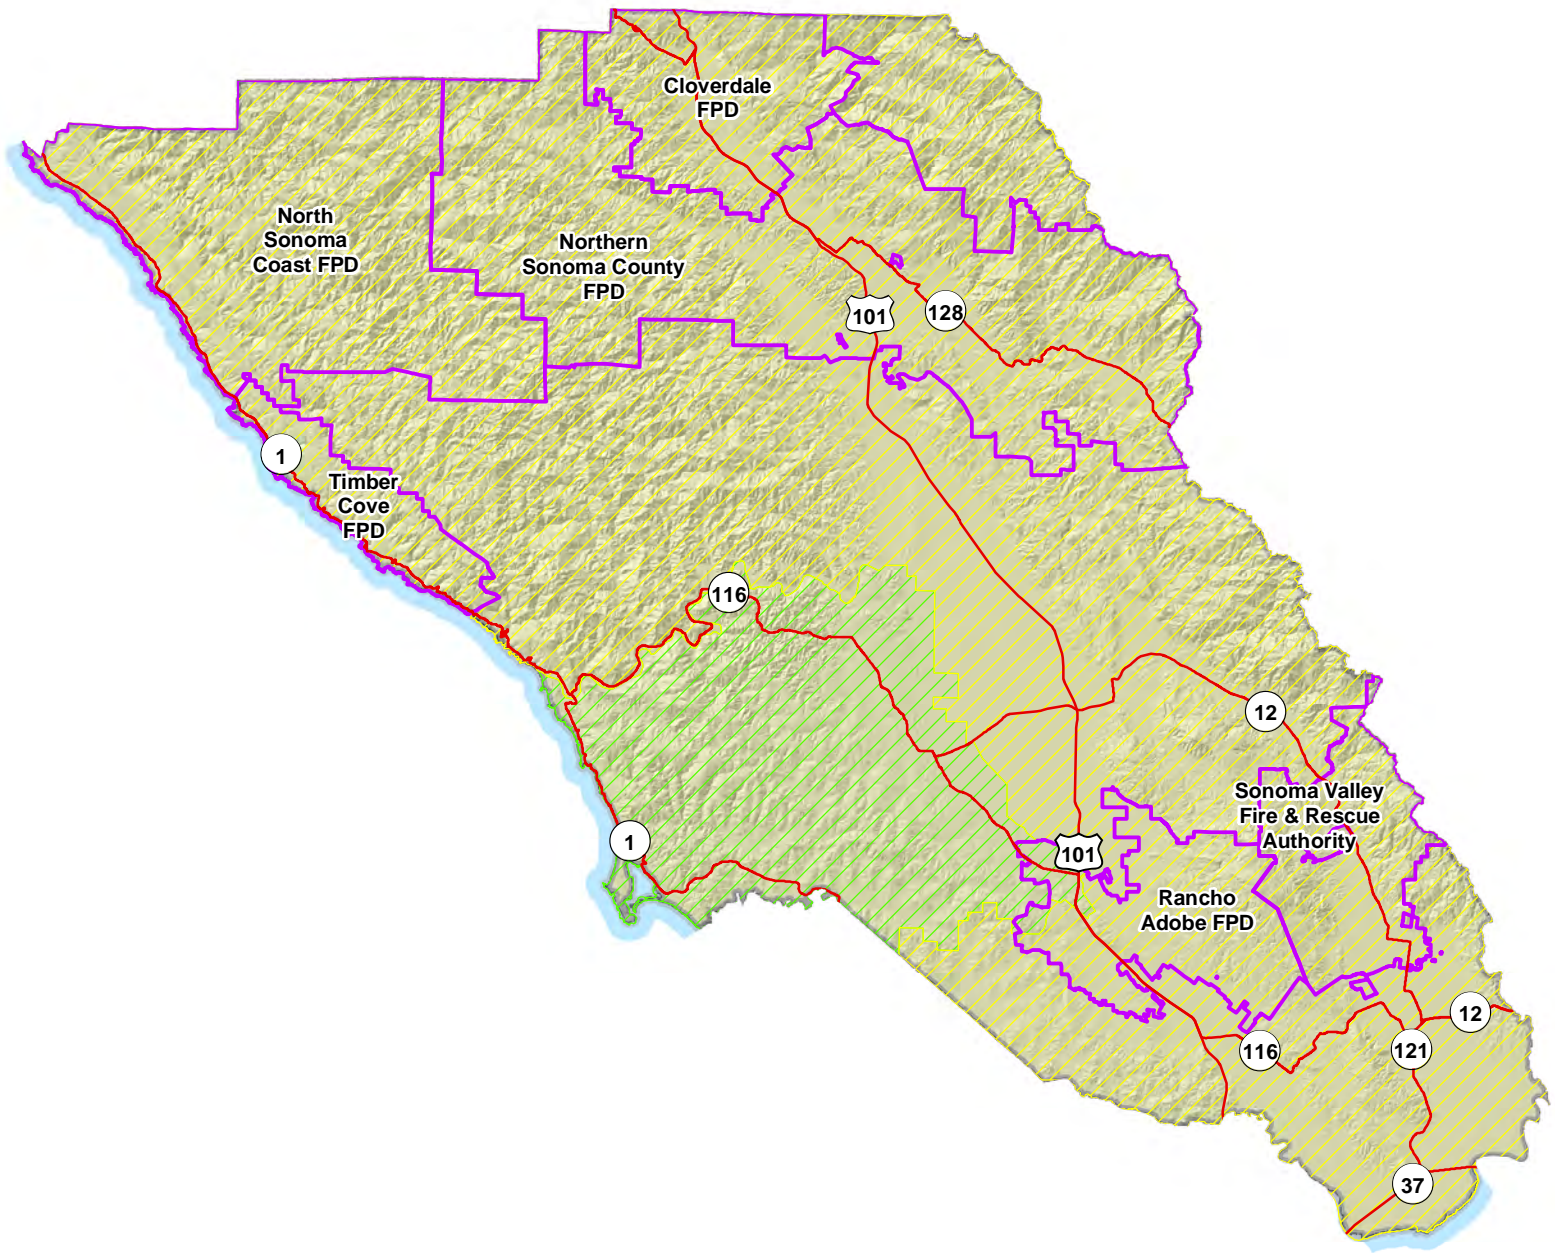 Cloverdale
FPD
North
Sonoma
Coast FPD
Northern
Sonoma County
FPD
101
128
1
Timber
Cove
FPD
116
12
Sonoma Valley
Fire & Rescue
Authority
1
101
Rancho
Adobe FPD
12
116
121
37